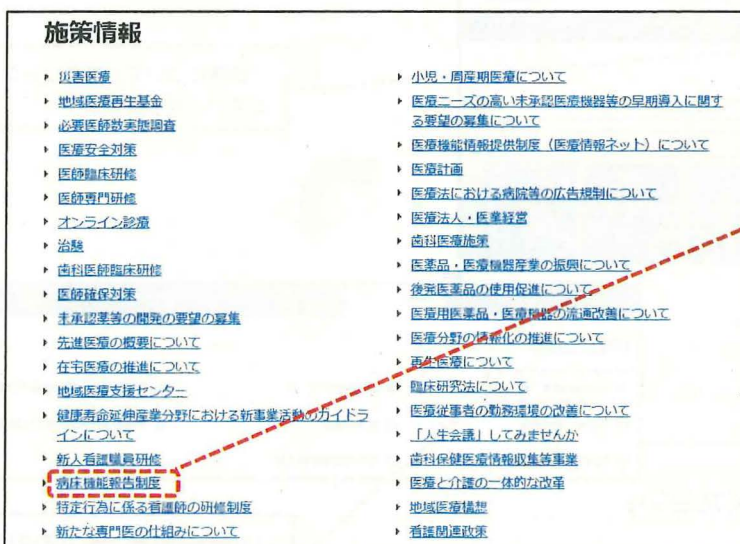 施策情報
災害医療
地域医療再生基金
必要医師数実態調査
医療安全対策
医師臨床研修
医師専門研修
オンライン診療
治験
歯科医師臨床研修
医師確保対策
未承認薬等の開発の要望の募集
先進医療の概要について
在宅医療の推進について
地域医療支援センター
健康寿命延伸産業分野における新事業活動のガイドラ
インについて
新人看護職員研修
病床機能報告制度
特定行為に係る看護師の研修制度
新たな専門医の仕組みについて
小児・周産期医療について
医療ニーズの高い未承認医療機器等の早期導入に関す
る要望の募集について
医療機能情報提供制度（医療情報ネット）について
医療計画
医療法における病院等の広告規制について
医療法人・医業経営
歯科医療施策
医薬品・医療機器産業の振興について
後発医薬品の使用促進について
医療用医薬品・医療機器の流通改善について
医療分野の情報化の推進について
再生医療について
臨床研究法について
医療従事者の勤務環境の改善について
「人生会議」してみませんか
歯科保健医療情報収集等事業
医療と介護の一体的な改革
地域医療構想
看護関連政策